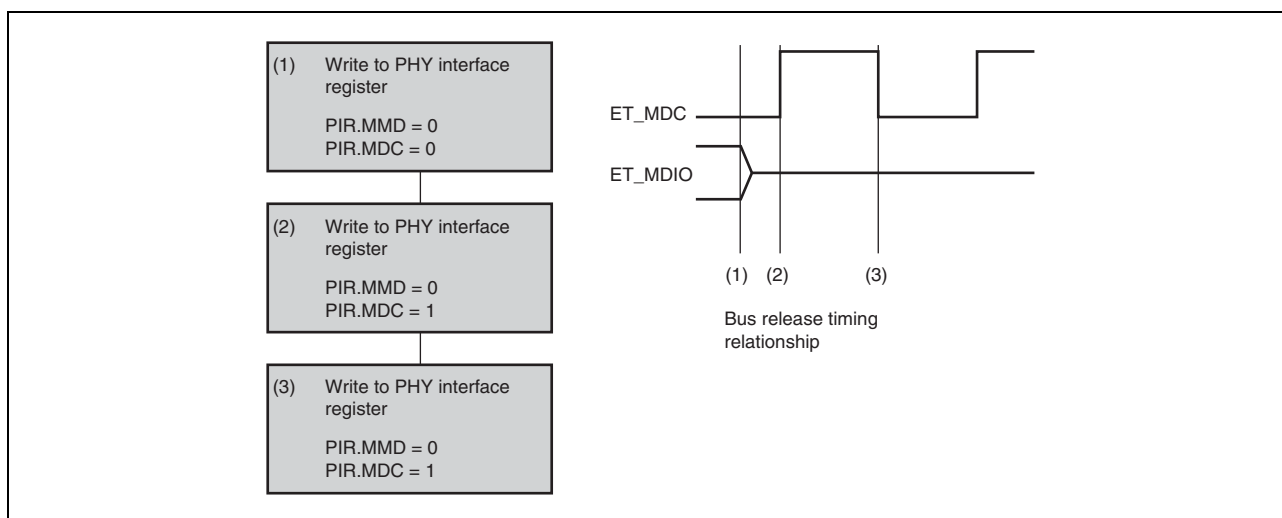 (1) Write to PHY interface
register
PIR.MMD = 0
PIR.MDC = 0
(2) Write to PHY interface
register
PIR.MMD = 0
PIR.MDC = 1
(3) Write to PHY interface
register
PIR.MMD = 0
PIR.MDC = 1
ET_MDC
ET_MDIO
(1) (2) (3)
Bus release timing
relationship